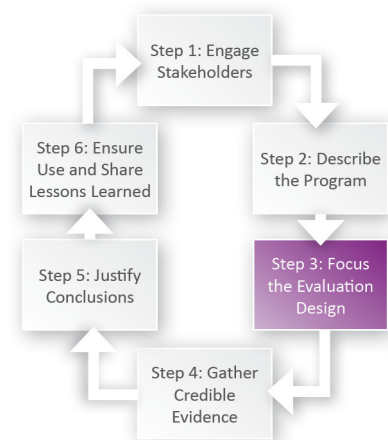 Step 1: Engage
Stakeholders
Step 2: Describe
the Program
Step 3: Focus
the Evaluation
Design
Step 4: Gather
Credible
Evidence
Step 5: Justify
Conclusions
Step 6: Ensure
Use and Share
Lessons Learned